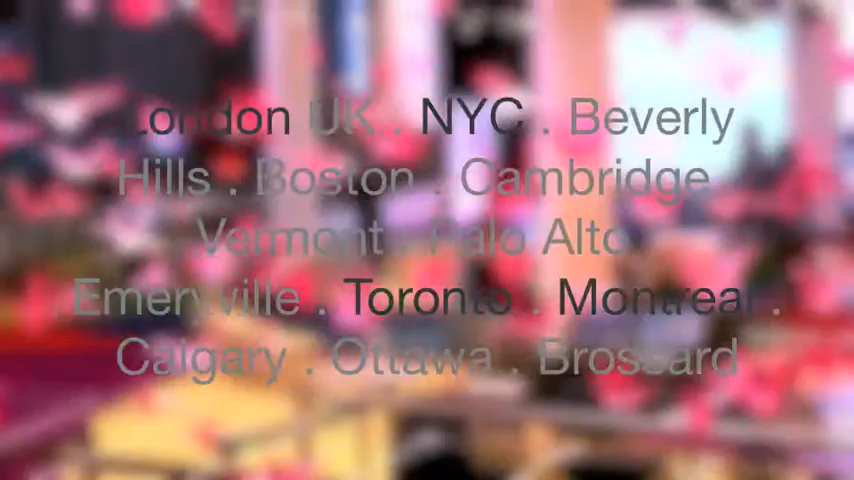 London UK . NYC . Beverly
Hills . Boston . Cambridge
Vermont . Palo Alto
Emeryville . Toronto . Montreal .
Calgary . Ottawa . Brossard